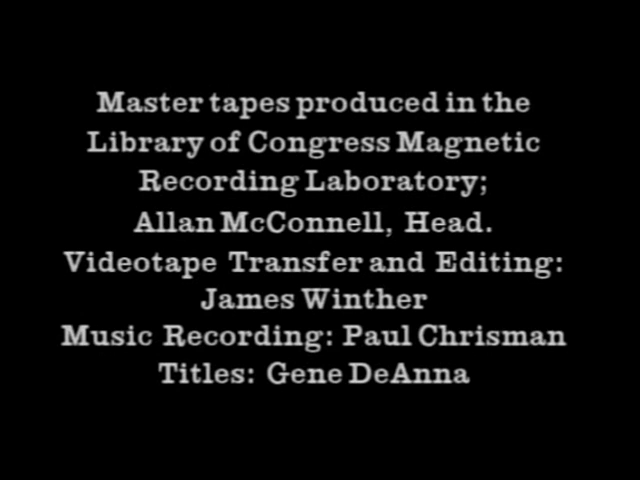 Master tapes produced in the
Library of Congress Magnetic
Recording Laboratory;
Allan McConnell, Head.
Videotape Transfer and Editing:
James Winther
Music Recording: Paul Chrisman
Titles: Gene DeAnna